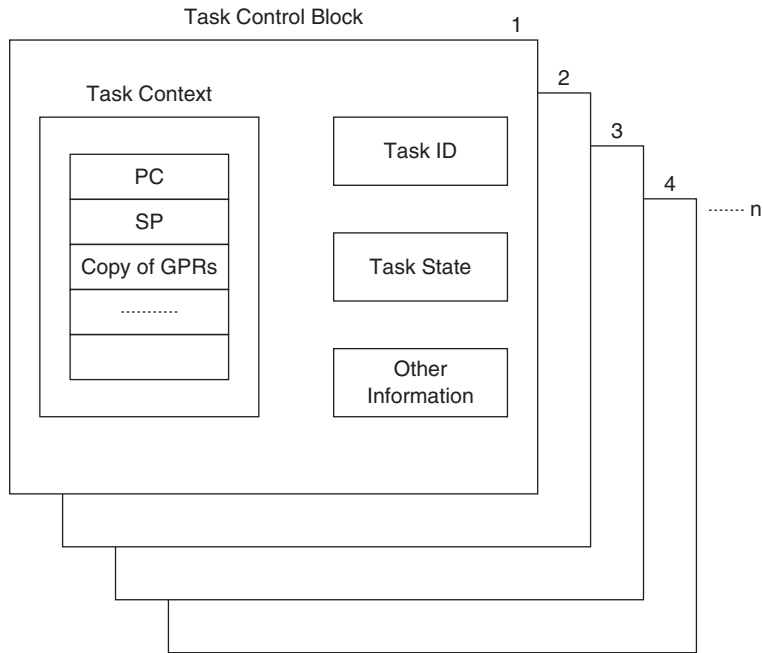 Task Control Block
1
2
3
4
........... n
Task Context
PC
SP
Copy of GPRs
...........
Task ID
Task State
Other
Information